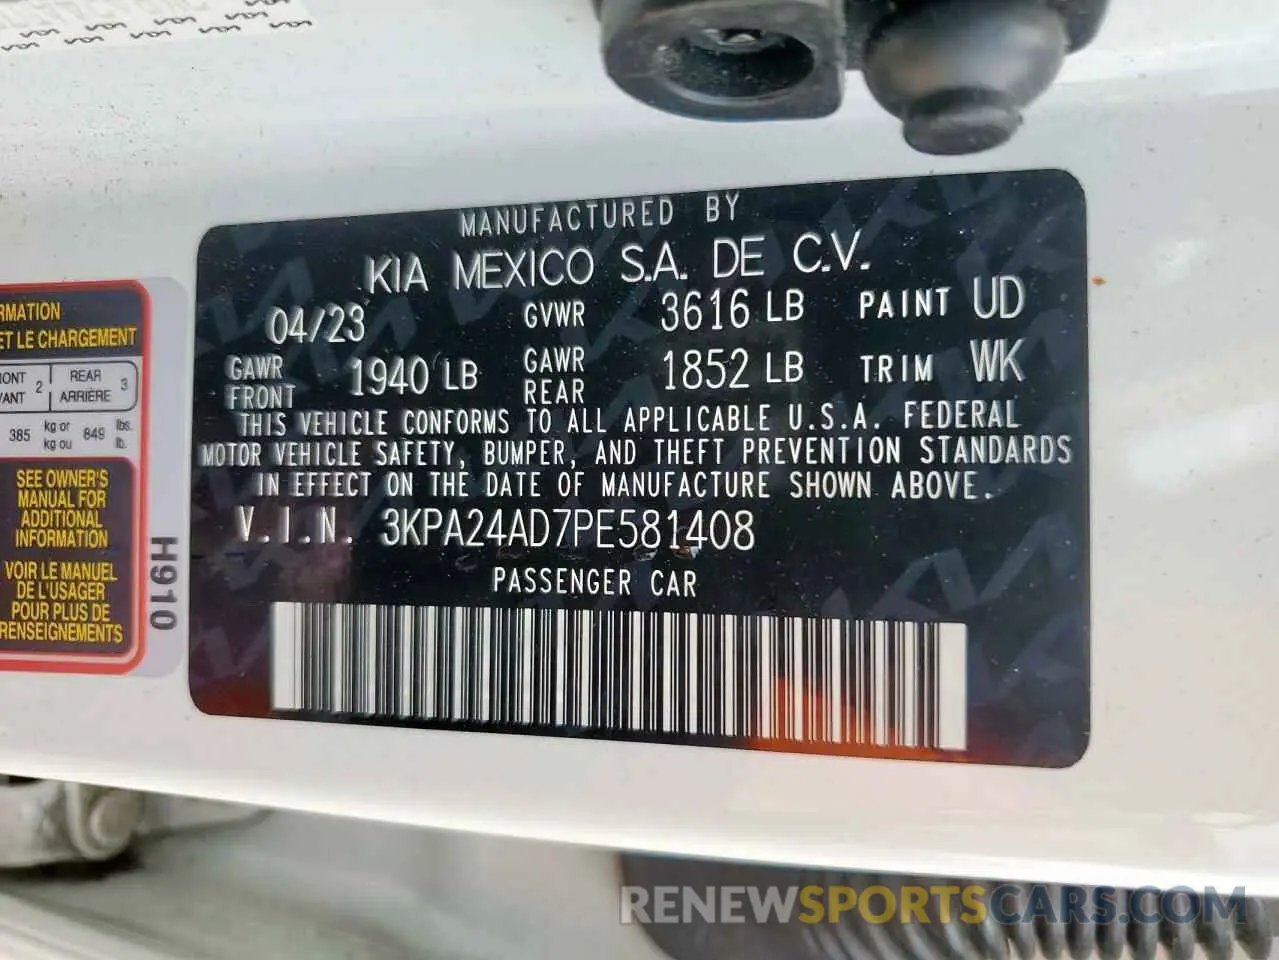 MANUFACTURED BY
KIA MEXICO S.A. DE C.V.
04/23 GVWR 3616 LB PAINT UD
GAWR FRONT 1940 LB GAWR REAR 1852 LB TRIM WK
THIS VEHICLE CONFORMS TO ALL APPLICABLE U.S.A. FEDERAL
MOTOR VEHICLE SAFETY, BUMPER, AND THEFT PREVENTION STANDARDS
IN EFFECT ON THE DATE OF MANUFACTURE SHOWN ABOVE.
V.I.N. 3KPA24AD7PE581408
PASSENGER CAR
ET LE CHARGEMENT
2 REAR ARRIÈRE 3
385 kg or kg ou 849 lbs. lb.
SEE OWNER'S
MANUAL FOR
ADDITIONAL
INFORMATION
VOIR LE MANUEL
DE L'USAGER
POUR PLUS DE
RENSEIGNEMENTS
H910
RENEWSPORTSCARS.COM